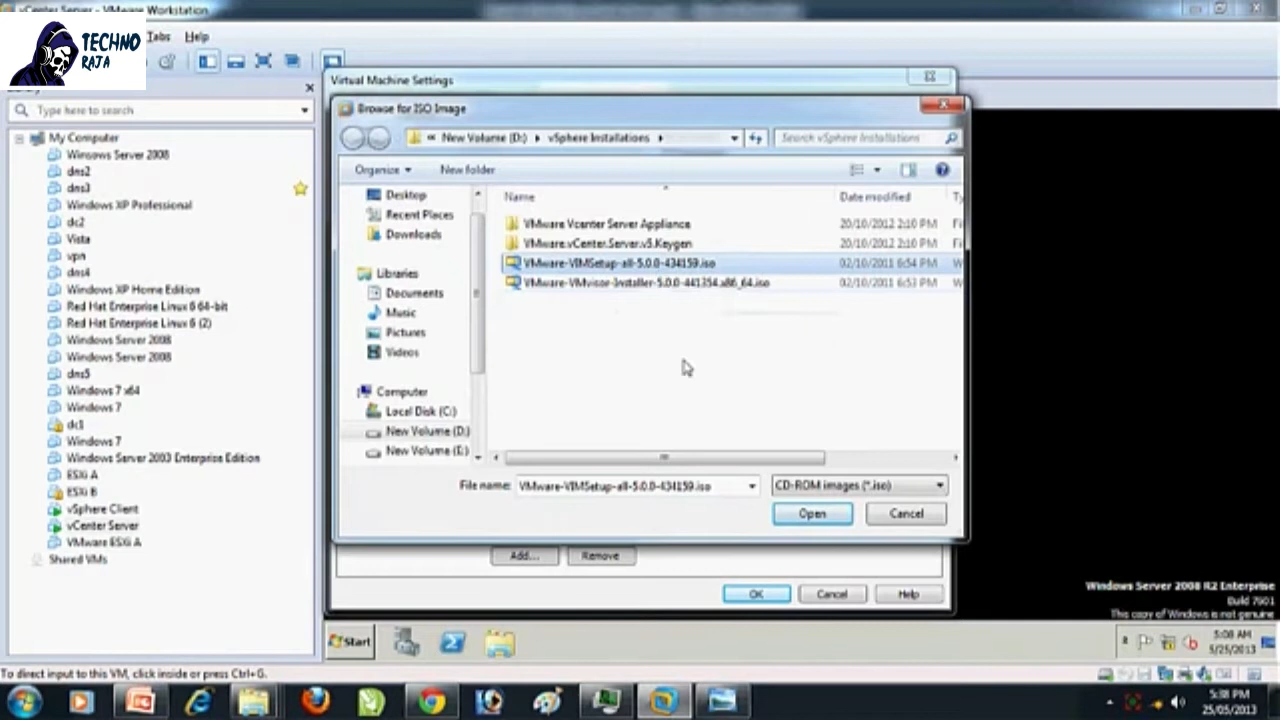 vCenter Server - VMware Workstation
TECHNO
RAJA
Tabs Help
Type here to search
My Computer
Winsows Server 2008
dns2
dns3
Windows XP Professional
dc2
Vista
vpn
dns4
Windows XP Home Edition
Red Hat Enterprise Linux 6 64-bit
Red Hat Enterprise Linux 6 (2)
Windows Server 2008
Windows Server 2008
dns5
Windows 7 x64
Windows 7
dc1
Windows 7
Windows Server 2003 Enterprise Edition
ESXi A
ESXi B
vSphere Client
vCenter Server
VMware ESXi A
Shared VMs
Virtual Machine Settings
Browse for ISO Image
« New Volume (D:) vSphere Installations
Search vSphere Installations
Organize New folder
Desktop
Recent Places
Downloads
Libraries
Documents
Music
Pictures
Videos
Computer
Local Disk (C:)
New Volume (D:)
New Volume (E:)
Name Date modified Ty
VMware Vcenter Server Appliance 20/10/2012 2:10 PM Fi
VMware.vCenter.Server.v5.Keygen 20/10/2012 2:10 PM Fi
VMware-VIMSetup-all-5.0.0-434159.iso 02/10/2011 6:54 PM W
VMware-VMvisor-Installer-5.0.0-441354.x86_64.iso 02/10/2011 6:53 PM W
File name: VMware-VIMSetup-all-5.0.0-434159.iso CD-ROM images (*.iso)
Open Cancel
Add... Remove
OK Cancel Help
Windows Server 2008 R2 Enterprise
Build 7601
This copy of Windows is not genuine
Start
5:08 AM
5/25/2013
To direct input to this VM, click inside or press Ctrl+G.
5:38 PM
25/05/2013